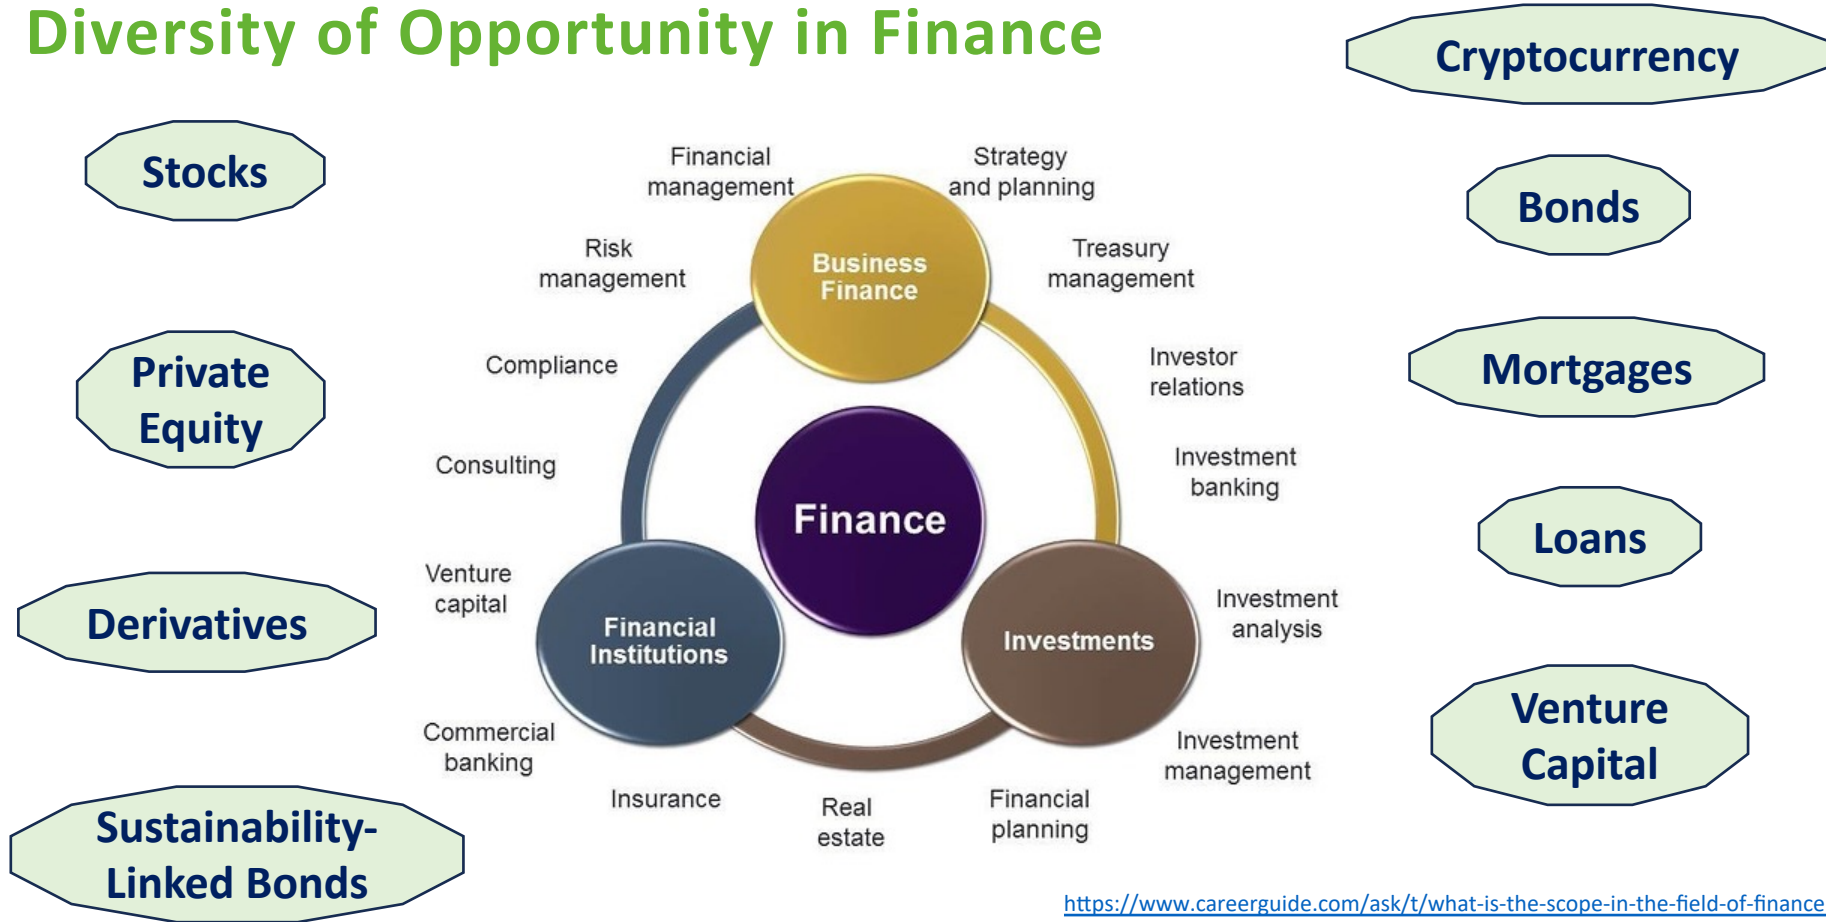 Diversity of Opportunity in Finance
Cryptocurrency
Stocks
Financial
management
Strategy
and planning
Bonds
Risk
management
Business
Finance
Treasury
management
Private
Equity
Compliance
Investor
relations
Mortgages
Consulting
Finance
Investment
banking
Loans
Derivatives
Venture
capital
Financial
Institutions
Investments
Investment
analysis
Venture
Capital
Commercial
banking
Investment
management
Sustainability-
Linked Bonds
Insurance
Real
estate
Financial
planning
https://www.careerguide.com/ask/t/what-is-the-scope-in-the-field-of-finance